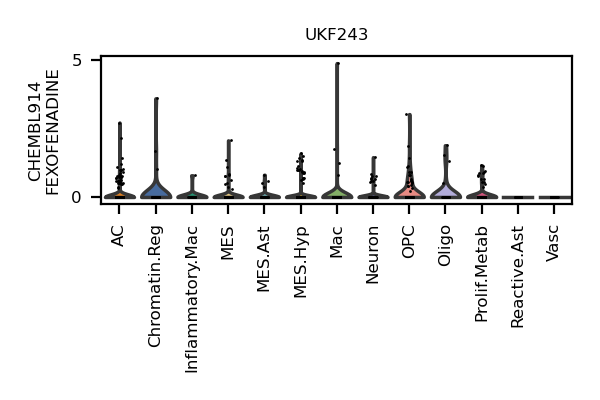 UKF243
CHEMBL914
FEXOFENADINE
5
0
AC
Chromatin.Reg
Inflammatory.Mac
MES
MES.Ast
MES.Hyp
Mac
Neuron
OPC
Oligo
Prolif.Metab
Reactive.Ast
Vasc